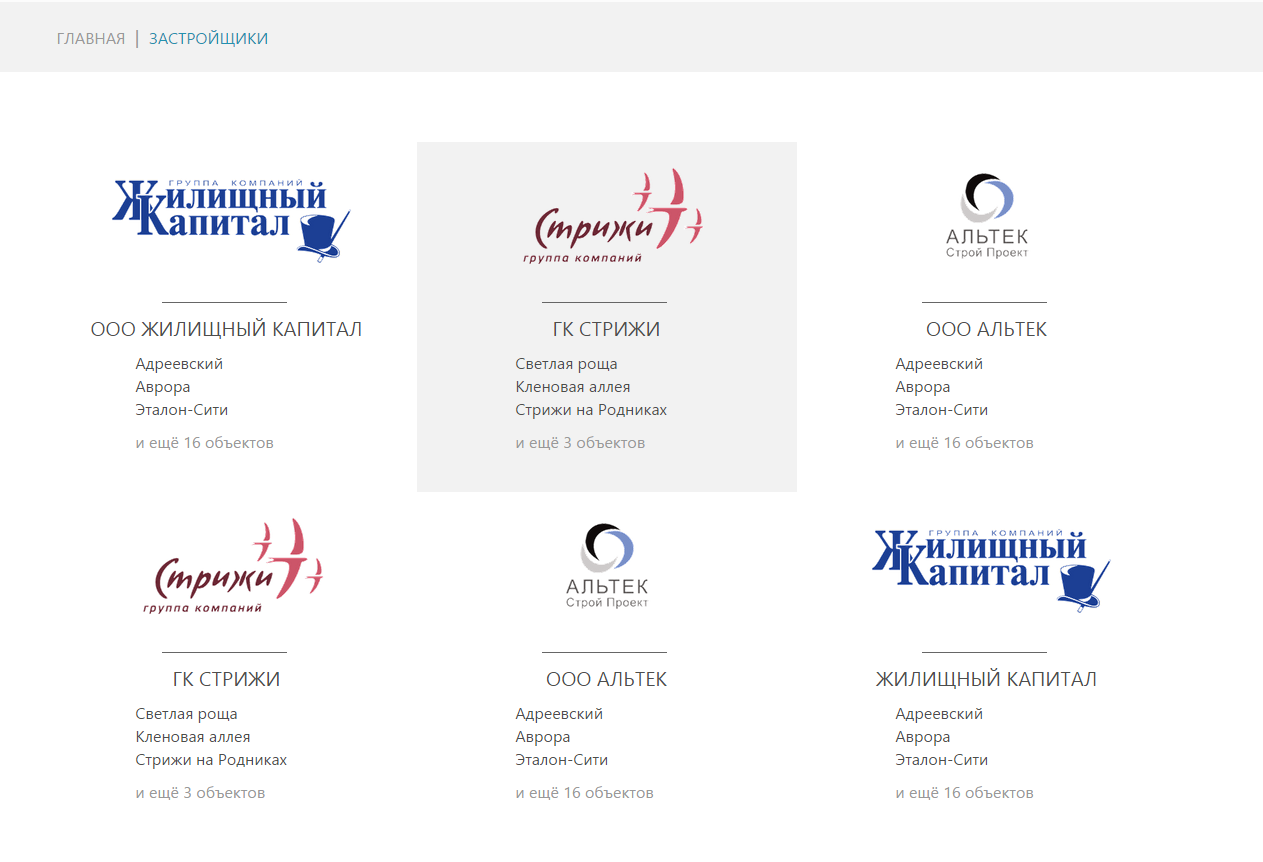 ГЛАВНАЯ | ЗАСТРОЙЩИКИ
ГРУППА КОМПАНИЙ
Жилищный
Капитал
ООО ЖИЛИЩНЫЙ КАПИТАЛ
Адреевский
Аврора
Эталон-Сити
и ещё 16 объектов
Стрижи
группа компаний
ГК СТРИЖИ
Светлая роща
Кленовая аллея
Стрижи на Родниках
и ещё 3 объектов
АЛЬТЕК
Строй Проект
ООО АЛЬТЕК
Адреевский
Аврора
Эталон-Сити
и ещё 16 объектов
Стрижи
группа компаний
ГК СТРИЖИ
Светлая роща
Кленовая аллея
Стрижи на Родниках
и ещё 3 объектов
АЛЬТЕК
Строй Проект
ООО АЛЬТЕК
Адреевский
Аврора
Эталон-Сити
и ещё 16 объектов
ГРУППА КОМПАНИЙ
Жилищный
Капитал
ЖИЛИЩНЫЙ КАПИТАЛ
Адреевский
Аврора
Эталон-Сити
и ещё 16 объектов